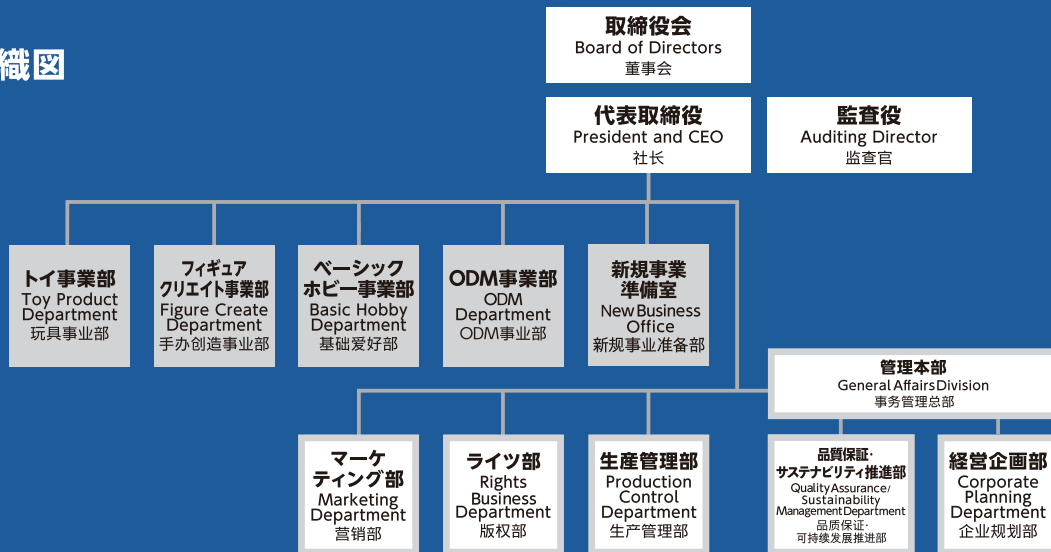 織図
取締役会
Board of Directors
董事会
代表取締役
President and CEO
社长
監査役
Auditing Director
监查官
トイ事業部
Toy Product
Department
玩具事业部
フィギュア
クリエイト事業部
Figure Create
Department
手办创造事业部
ベーシック
ホビー事業部
Basic Hobby
Department
基础爱好部
ODM事業部
ODM
Department
ODM事业部
新規事業
準備室
New Business
Office
新规事业准备部
管理本部
General Affairs Division
事务管理总部
マーケ
ティング部
Marketing
Department
营销部
ライツ部
Rights
Business
Department
版权部
生産管理部
Production
Control
Department
生产管理部
品質保証・
サステナビリティ推進部
Quality Assurance/
Sustainability
Management Department
品质保证・
可持续发展推进部
経営企画部
Corporate
Planning
Department
企业规划部